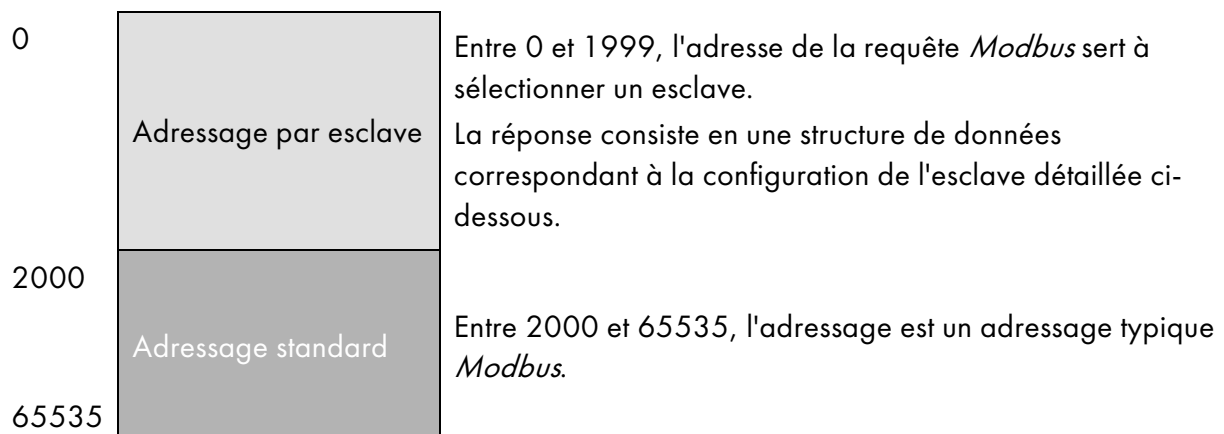 0
Entre 0 et 1999, l'adresse de la requête Modbus sert à
sélectionner un esclave.
Adressage par esclave
La réponse consiste en une structure de données
correspondant à la configuration de l'esclave détaillée ci-
dessous.
2000
Adressage standard
Entre 2000 et 65535, l'adressage est un adressage typique
Modbus.
65535